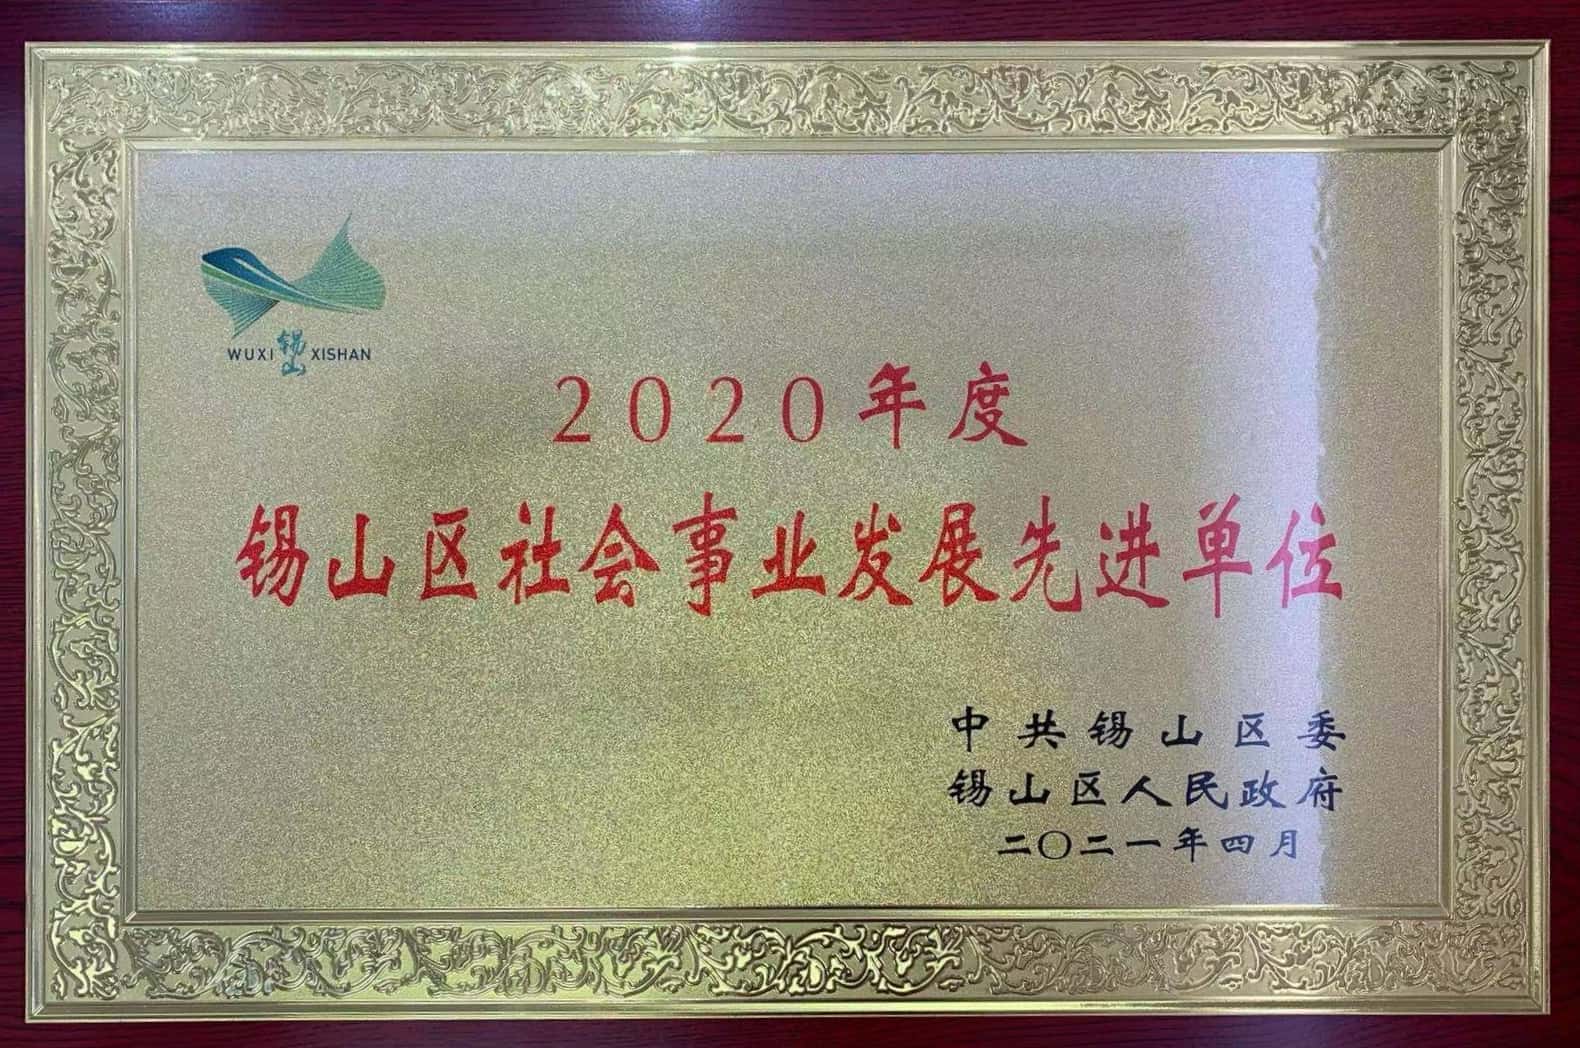 WUXI 锡山 XISHAN
2020年度
锡山区社会事业发展先进单位
中共锡山区委
锡山区人民政府
二〇二一年四月